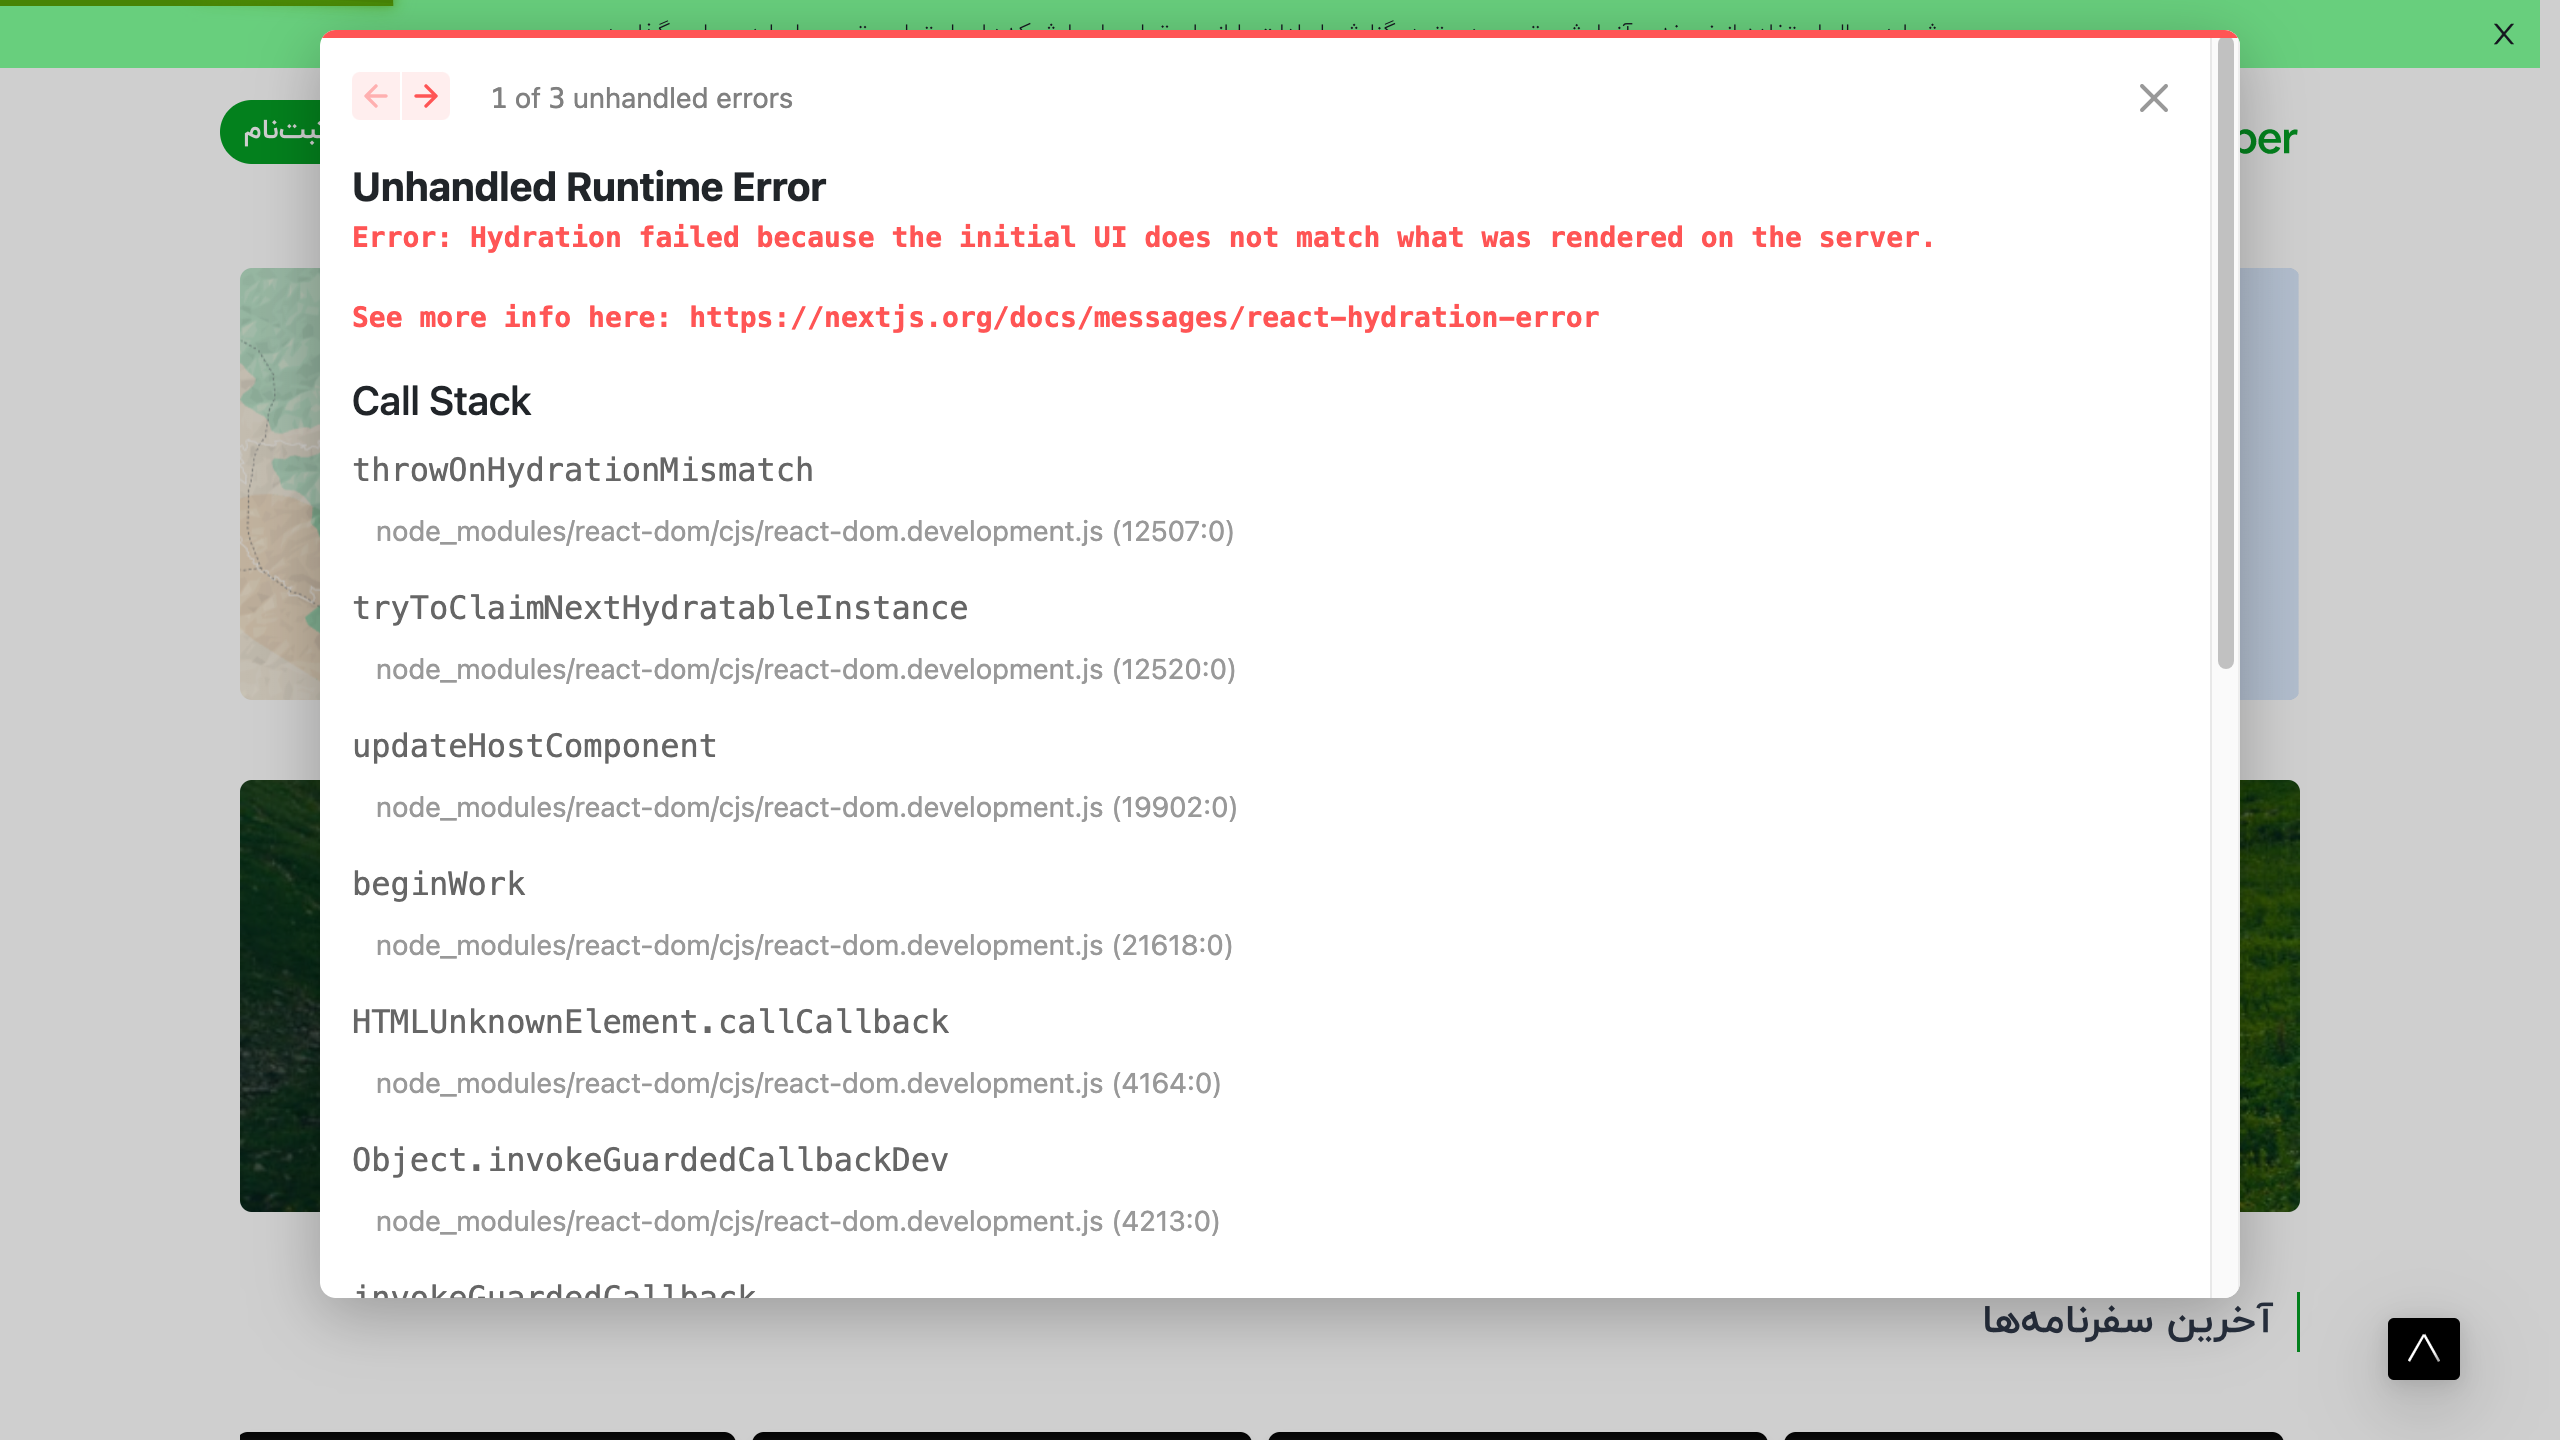 X
1 of 3 unhandled errors
ber
Unhandled Runtime Error
Error: Hydration failed because the initial UI does not match what was rendered on the server.
See more info here: https://nextjs.org/docs/messages/react-hydration-error
Call Stack
throwOnHydrationMismatch
node_modules/react-dom/cjs/react-dom.development.js (12507:0)
tryToClaimNextHydratableInstance
node_modules/react-dom/cjs/react-dom.development.js (12520:0)
updateHostComponent
node_modules/react-dom/cjs/react-dom.development.js (19902:0)
beginWork
node_modules/react-dom/cjs/react-dom.development.js (21618:0)
HTMLUnknownElement.callCallback
node_modules/react-dom/cjs/react-dom.development.js (4164:0)
Object.invokeGuardedCallbackDev
node_modules/react-dom/cjs/react-dom.development.js (4213:0)
invokeGuardedCallback
آخرین سفرنامه‌ها